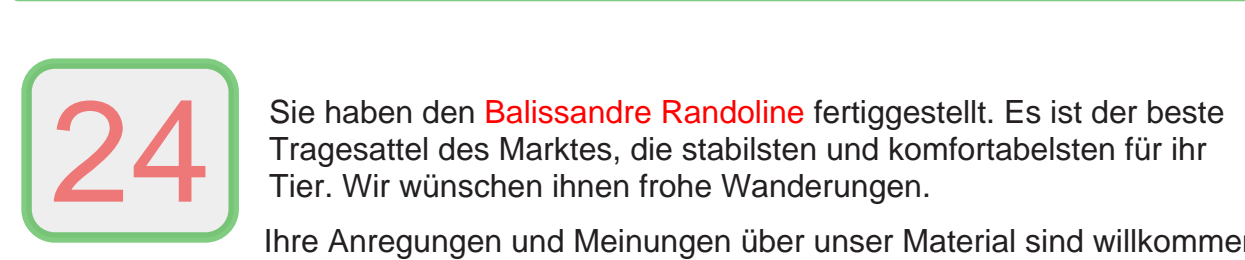 24
Sie haben den Balissandre Randoline fertiggestellt. Es ist der beste
Tragesattel des Marktes, die stabilsten und komfortabelsten für ihr
Tier. Wir wünschen ihnen frohe Wanderungen.
Ihre Anregungen und Meinungen über unser Material sind